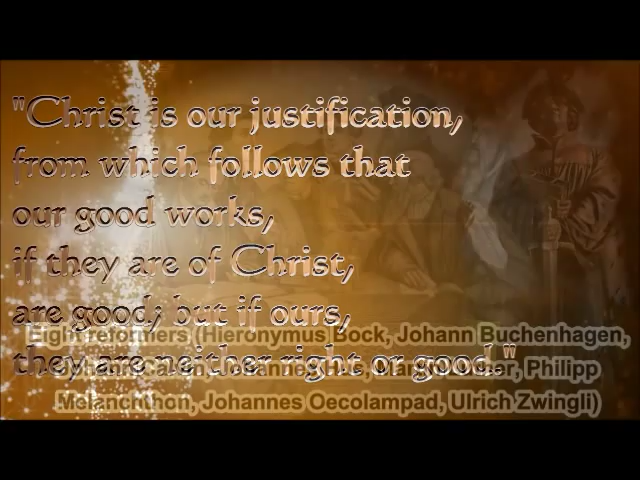 "Christ is our justification,
from which follows that
our good works,
if they are of Christ,
are good; but if ours,
they are neither right or good."
Eight reformers (Hieronymus Bock, Johann Buchenhagen,
Philipp
Melanchthon, Johannes Oecolampad, Ulrich Zwingli)